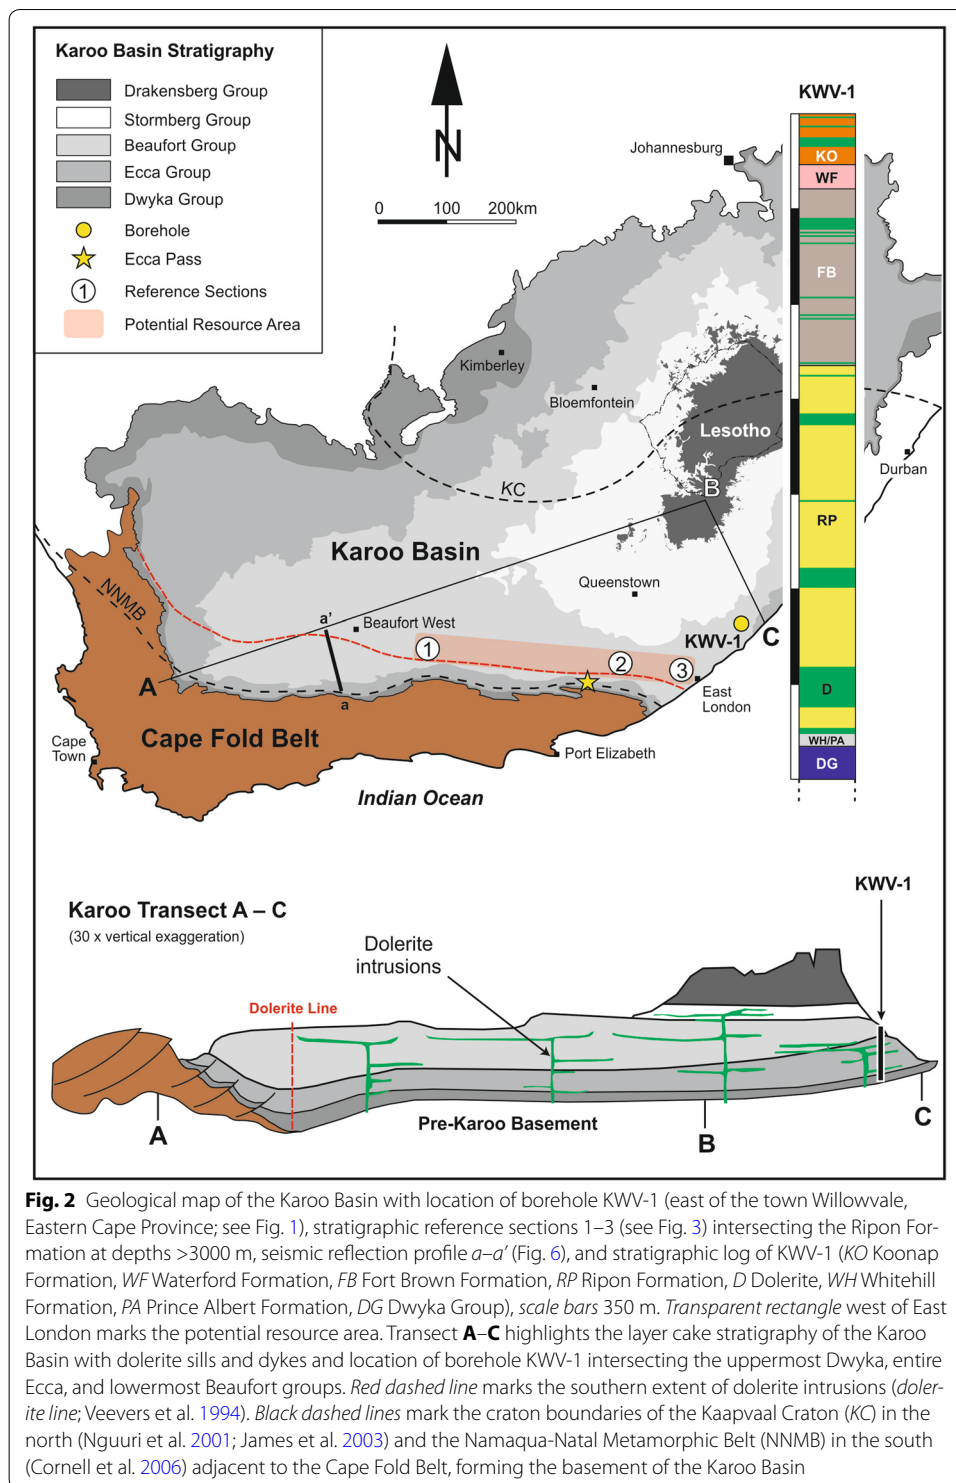 Karoo Basin Stratigraphy
Drakensberg Group
Stormberg Group
Beaufort Group
Ecca Group
Dwyka Group
Borehole
Ecca Pass
1 Reference Sections
Potential Resource Area
N
0 100 200km
Johannesburg
Kimberley
Bloemfontein
Lesotho
Durban
KC
B
Karoo Basin
Queenstown
NNMB
a'
Beaufort West
1
2
3
KWV-1
C
A
a
East
London
Cape Fold Belt
Cape
Town
Port Elizabeth
Indian Ocean
KWV-1
KO
WF
FB
RP
D
WH/PA
DG
Karoo Transect A – C
(30 x vertical exaggeration)
KWV-1
Dolerite
intrusions
Dolerite Line
A
Pre-Karoo Basement
B
C
Fig. 2 Geological map of the Karoo Basin with location of borehole KWV-1 (east of the town Willowvale,
Eastern Cape Province; see Fig. 1), stratigraphic reference sections 1–3 (see Fig. 3) intersecting the Ripon For-
mation at depths >3000 m, seismic reflection profile a–a′ (Fig. 6), and stratigraphic log of KWV-1 (KO Koonap
Formation, WF Waterford Formation, FB Fort Brown Formation, RP Ripon Formation, D Dolerite, WH Whitehill
Formation, PA Prince Albert Formation, DG Dwyka Group), scale bars 350 m. Transparent rectangle west of East
London marks the potential resource area. Transect A–C highlights the layer cake stratigraphy of the Karoo
Basin with dolerite sills and dykes and location of borehole KWV-1 intersecting the uppermost Dwyka, entire
Ecca, and lowermost Beaufort groups. Red dashed line marks the southern extent of dolerite intrusions (doler-
ite line; Veevers et al. 1994). Black dashed lines mark the craton boundaries of the Kaapvaal Craton (KC) in the
north (Nguuri et al. 2001; James et al. 2003) and the Namaqua-Natal Metamorphic Belt (NNMB) in the south
(Cornell et al. 2006) adjacent to the Cape Fold Belt, forming the basement of the Karoo Basin